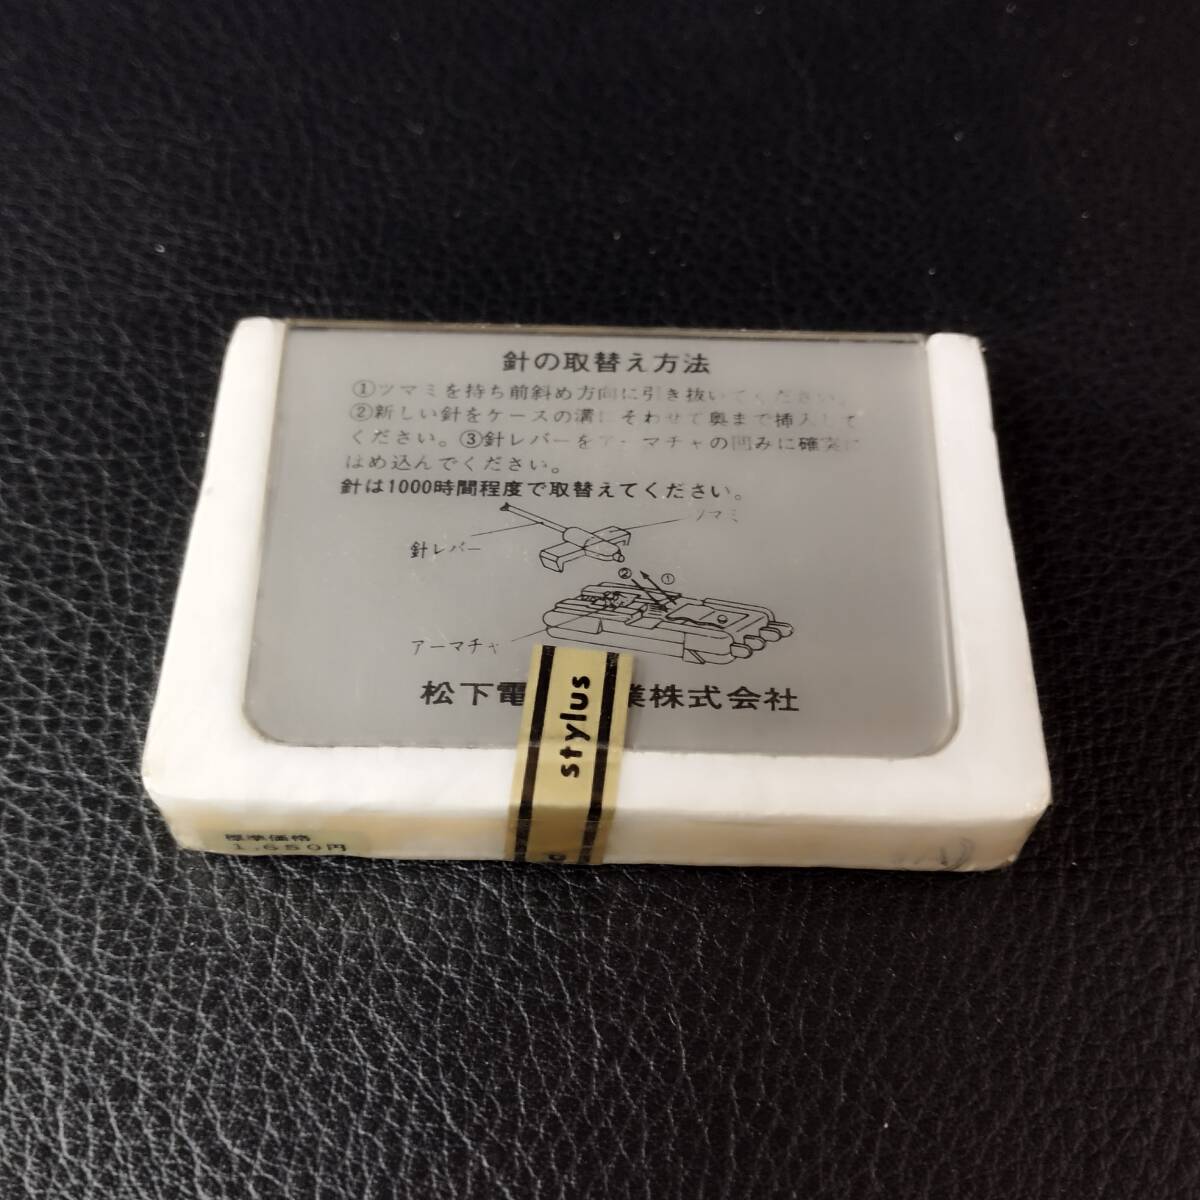 針の取替え方法
①ツマミを持ち前斜め方向に引き抜いてください。
②新しい針をケースの溝にそわせて奥まで挿入して
ください。③針レバーをアーマチャの凹みに確実に
はめ込んでください。
針は1000時間程度で取替えてください。
ツマミ
針レバー
② ①
アーマチャ
松下電 業株式会社
stylus
標準価格
1,650円